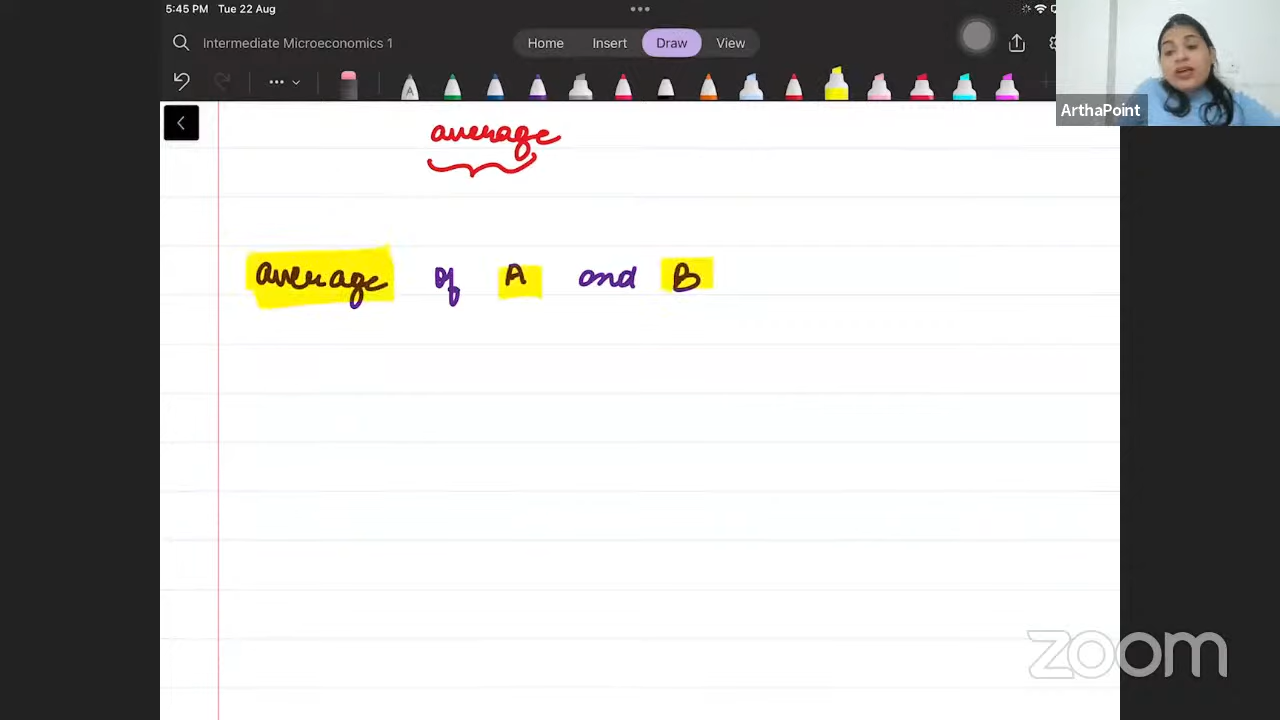 5:45 PM Tue 22 Aug
Intermediate Microeconomics 1
Home Insert Draw View
A
ArthaPoint
average
average of A and B
zoom